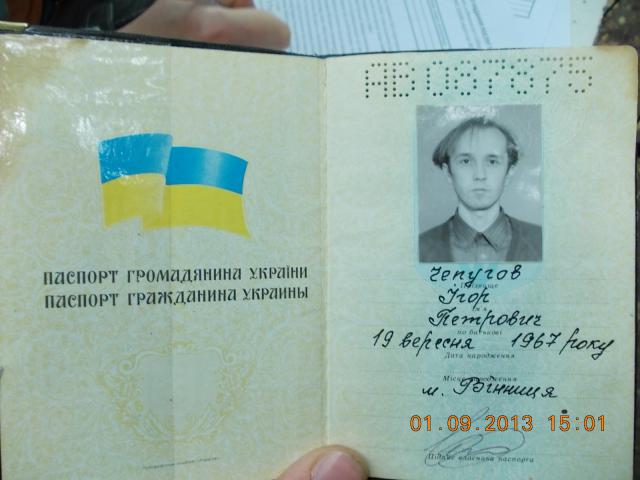 ПАСПОРТ ГРОМАДЯНИНА УКРАЇНИ
ПАСПОРТ ГРАЖДАНИНА УКРАИНЫ
АВ 087875
Чепугов
Прізвище
Ігор
Ім'я
Петрович
по батькові
19 вересня 1967 року
Дата народження
Місце народження
м. Вінниця
01.09.2013 15:01
Підпис власника паспорта